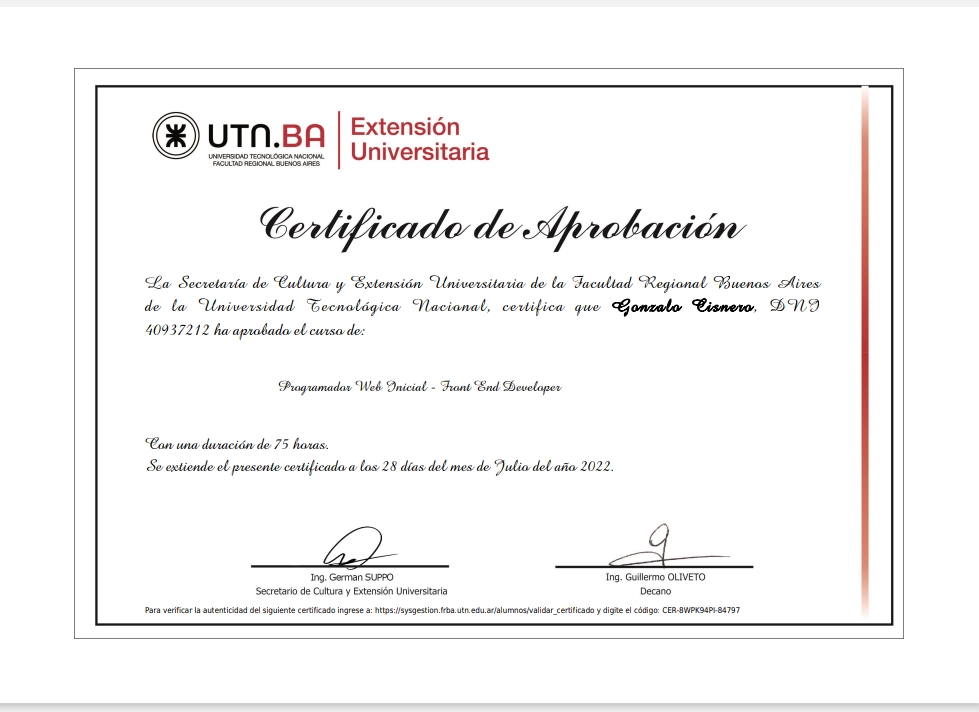 UTN.BA
UNIVERSIDAD TECNOLÓGICA NACIONAL
FACULTAD REGIONAL BUENOS AIRES
Extensión
Universitaria
Certificado de Aprobación
La Secretaría de Cultura y Extensión Universitaria de la Facultad Regional Buenos Aires
de la Universidad Tecnológica Nacional, certifica que Gonzalo Cisnero, DNI
40937212 ha aprobado el curso de:
Programador Web Inicial - Front End Developer
Con una duración de 75 horas.
Se extiende el presente certificado a los 28 días del mes de Julio del año 2022.
Ing. German SUPPO
Secretario de Cultura y Extensión Universitaria
Ing. Guillermo OLIVETO
Decano
Para verificar la autenticidad del siguiente certificado ingrese a: https://sysgestion.frba.utn.edu.ar/alumnos/validar_certificado y digite el código: CER-8WPK94PI-84797